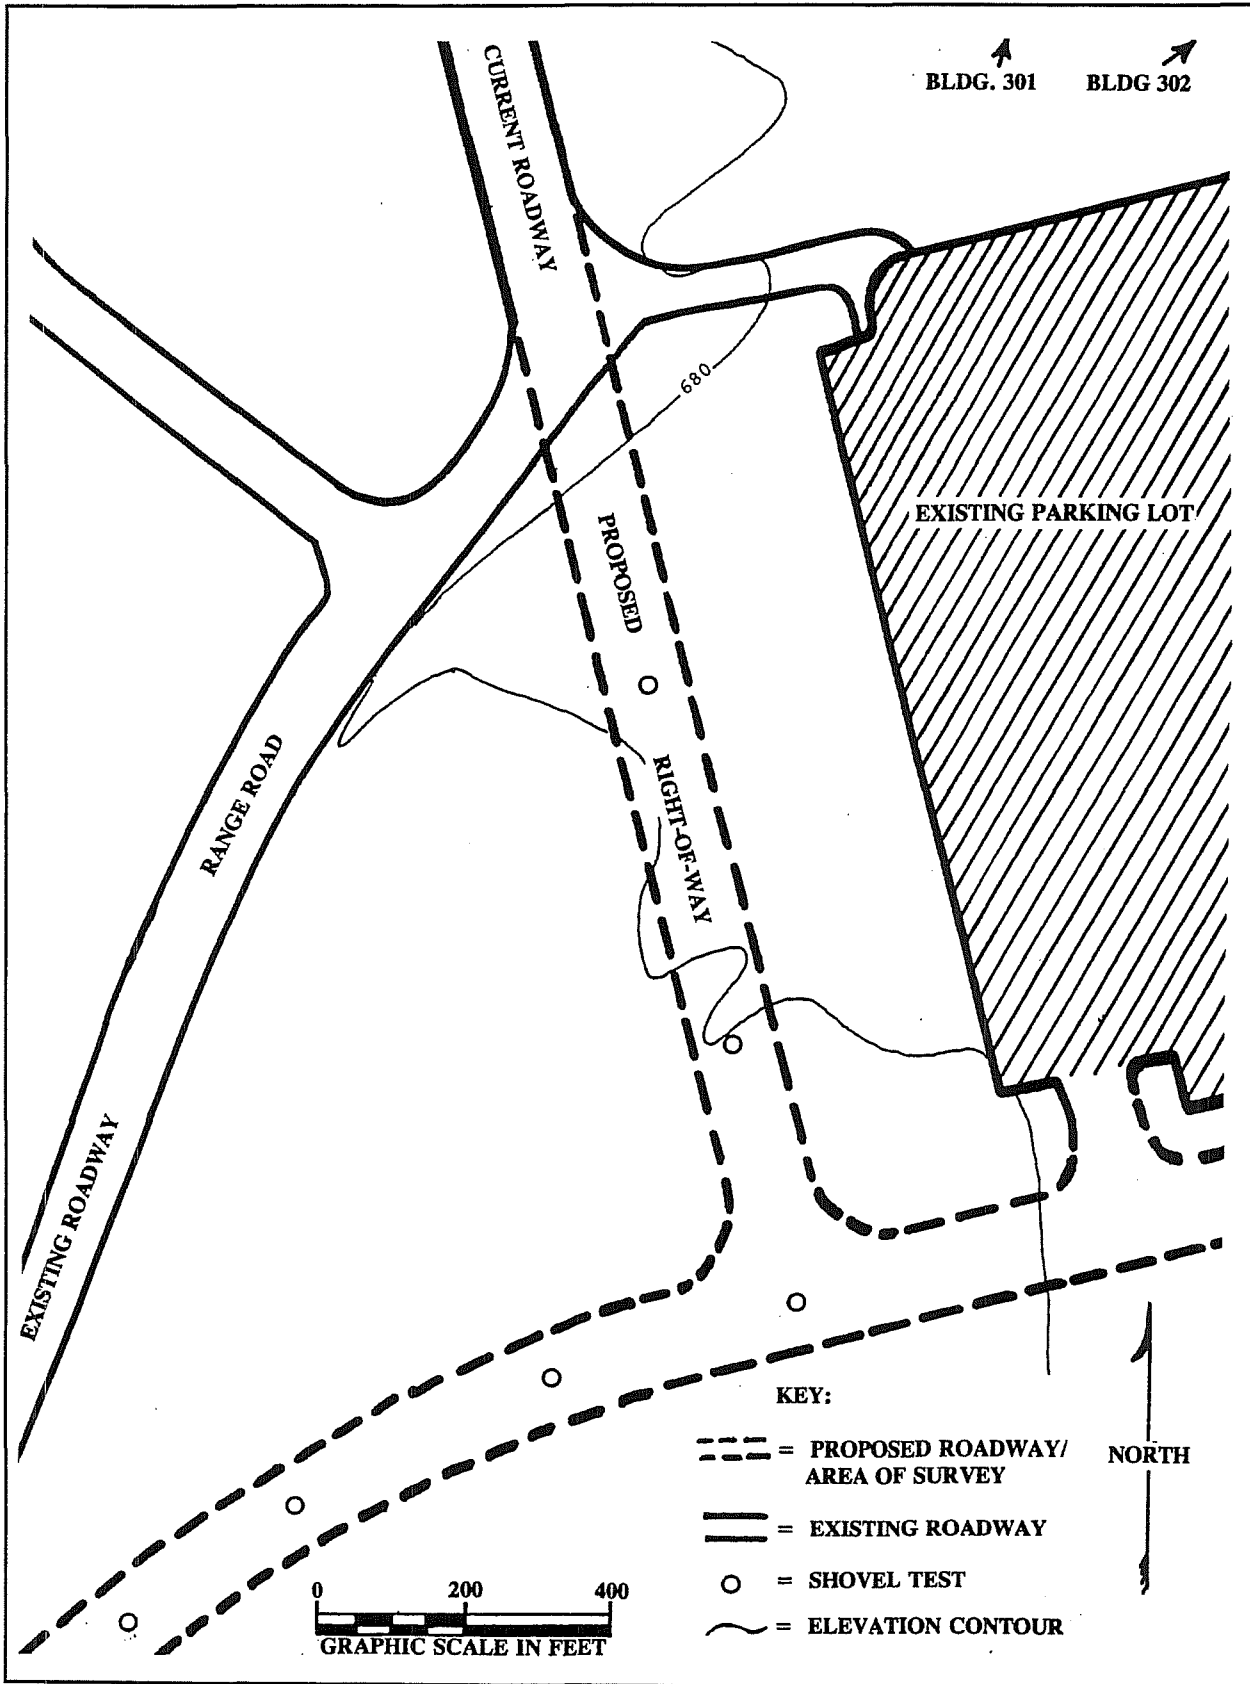 BLDG. 301
BLDG 302
CURRENT ROADWAY
680
EXISTING PARKING LOT
PROPOSED
RIGHT-OF-WAY
RANGE ROAD
EXISTING ROADWAY
KEY:
= PROPOSED ROADWAY/
AREA OF SURVEY
= EXISTING ROADWAY
= SHOVEL TEST
= ELEVATION CONTOUR
NORTH
0 200 400
GRAPHIC SCALE IN FEET